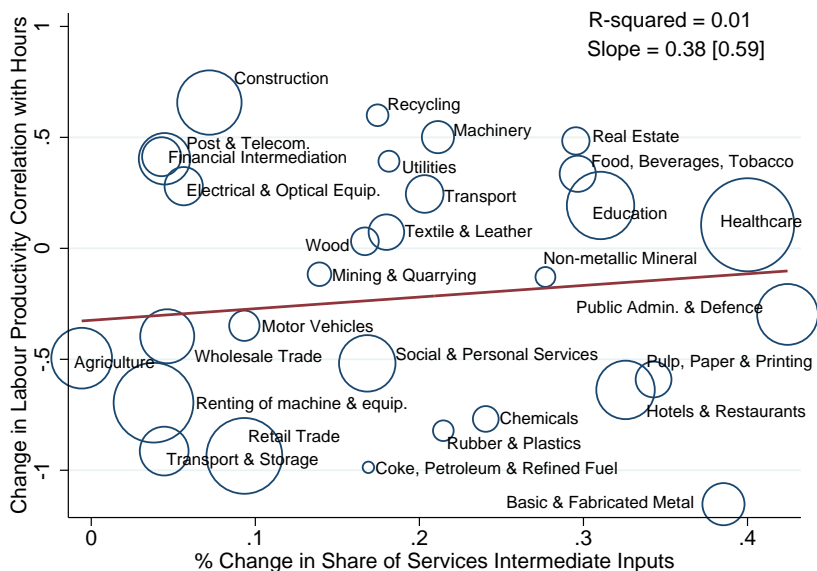 R-squared = 0.01
Slope = 0.38 [0.59]
Change in Labour Productivity Correlation with Hours
1
.5
0
-.5
-1
Construction
Recycling
Machinery
Real Estate
Post & Telecom.
Financial Intermediation
Utilities
Food, Beverages, Tobacco
Electrical & Optical Equip.
Transport
Education
Healthcare
Textile & Leather
Wood
Non-metallic Mineral
Mining & Quarrying
Public Admin. & Defence
Motor Vehicles
Agriculture
Wholesale Trade
Social & Personal Services
Pulp, Paper & Printing
Renting of machine & equip.
Hotels & Restaurants
Chemicals
Retail Trade
Rubber & Plastics
Transport & Storage
Coke, Petroleum & Refined Fuel
Basic & Fabricated Metal
0 .1 .2 .3 .4
% Change in Share of Services Intermediate Inputs